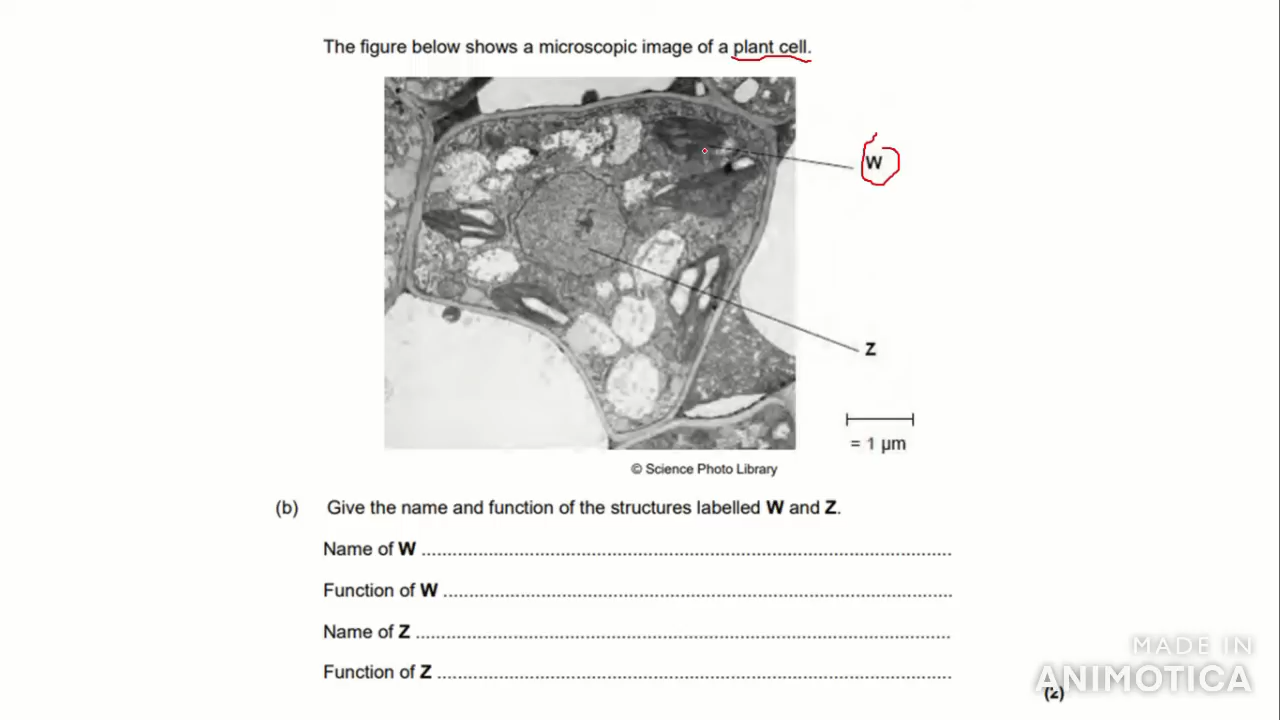 The figure below shows a microscopic image of a plant cell.
W
Z
= 1 µm
© Science Photo Library
(b) Give the name and function of the structures labelled W and Z.
Name of W ....................................................................................................
Function of W ................................................................................................
Name of Z .....................................................................................................
Function of Z .................................................................................................
MADE IN
ANIMOTICA
(2)